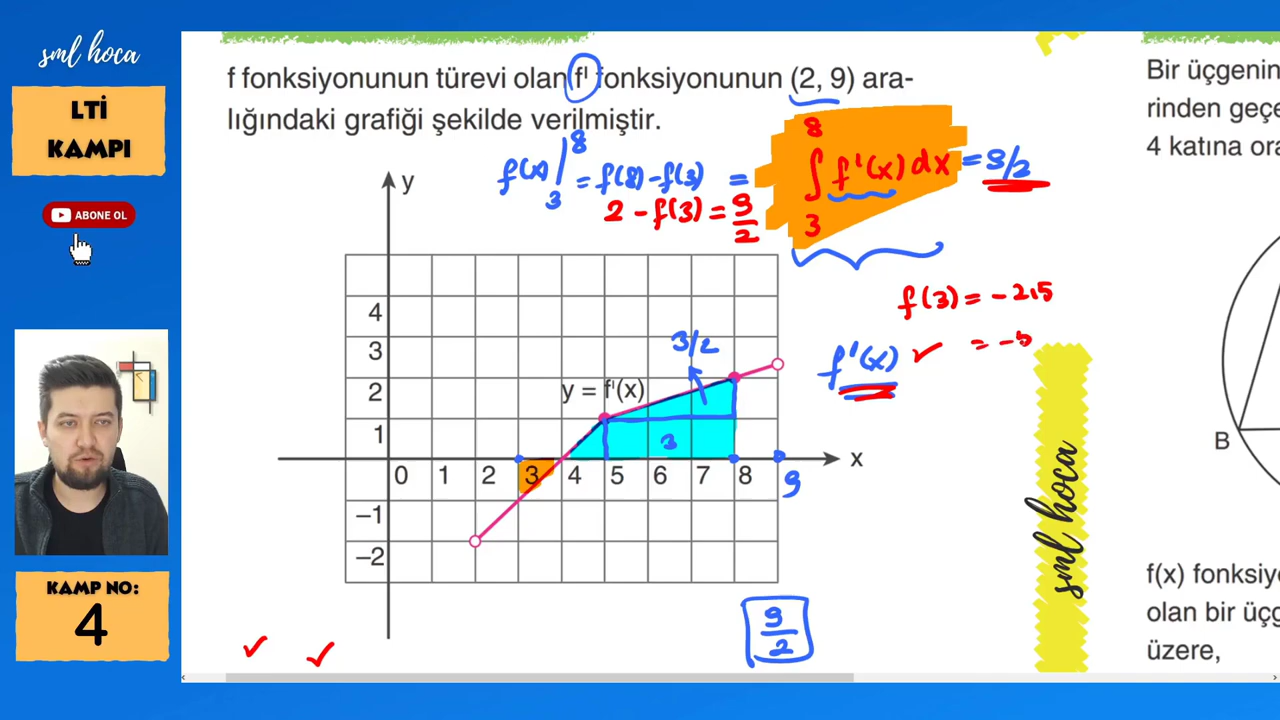 sml hoca
LTİ
KAMPI
ABONE OL
KAMP NO:
4
f fonksiyonunun türevi olan f' fonksiyonunun (2, 9) ara-
lığındaki grafiği şekilde verilmiştir.
f(x) | 8 3 = f(8) - f(3) = ∫ 8 3 f'(x) dx = 9/2
2 - f(3) = 9/2
f(3) = -2,5
f'(x)
y
4
3
2
1
3/2
y = f'(x)
3
0 1 2 3 4 5 6 7 8 9
x
–1
–2
9/2
sml hoca
Bir üçgenin
rinden geçe
4 katına ora
B
f(x) fonksiyo
olan bir üçg
üzere,